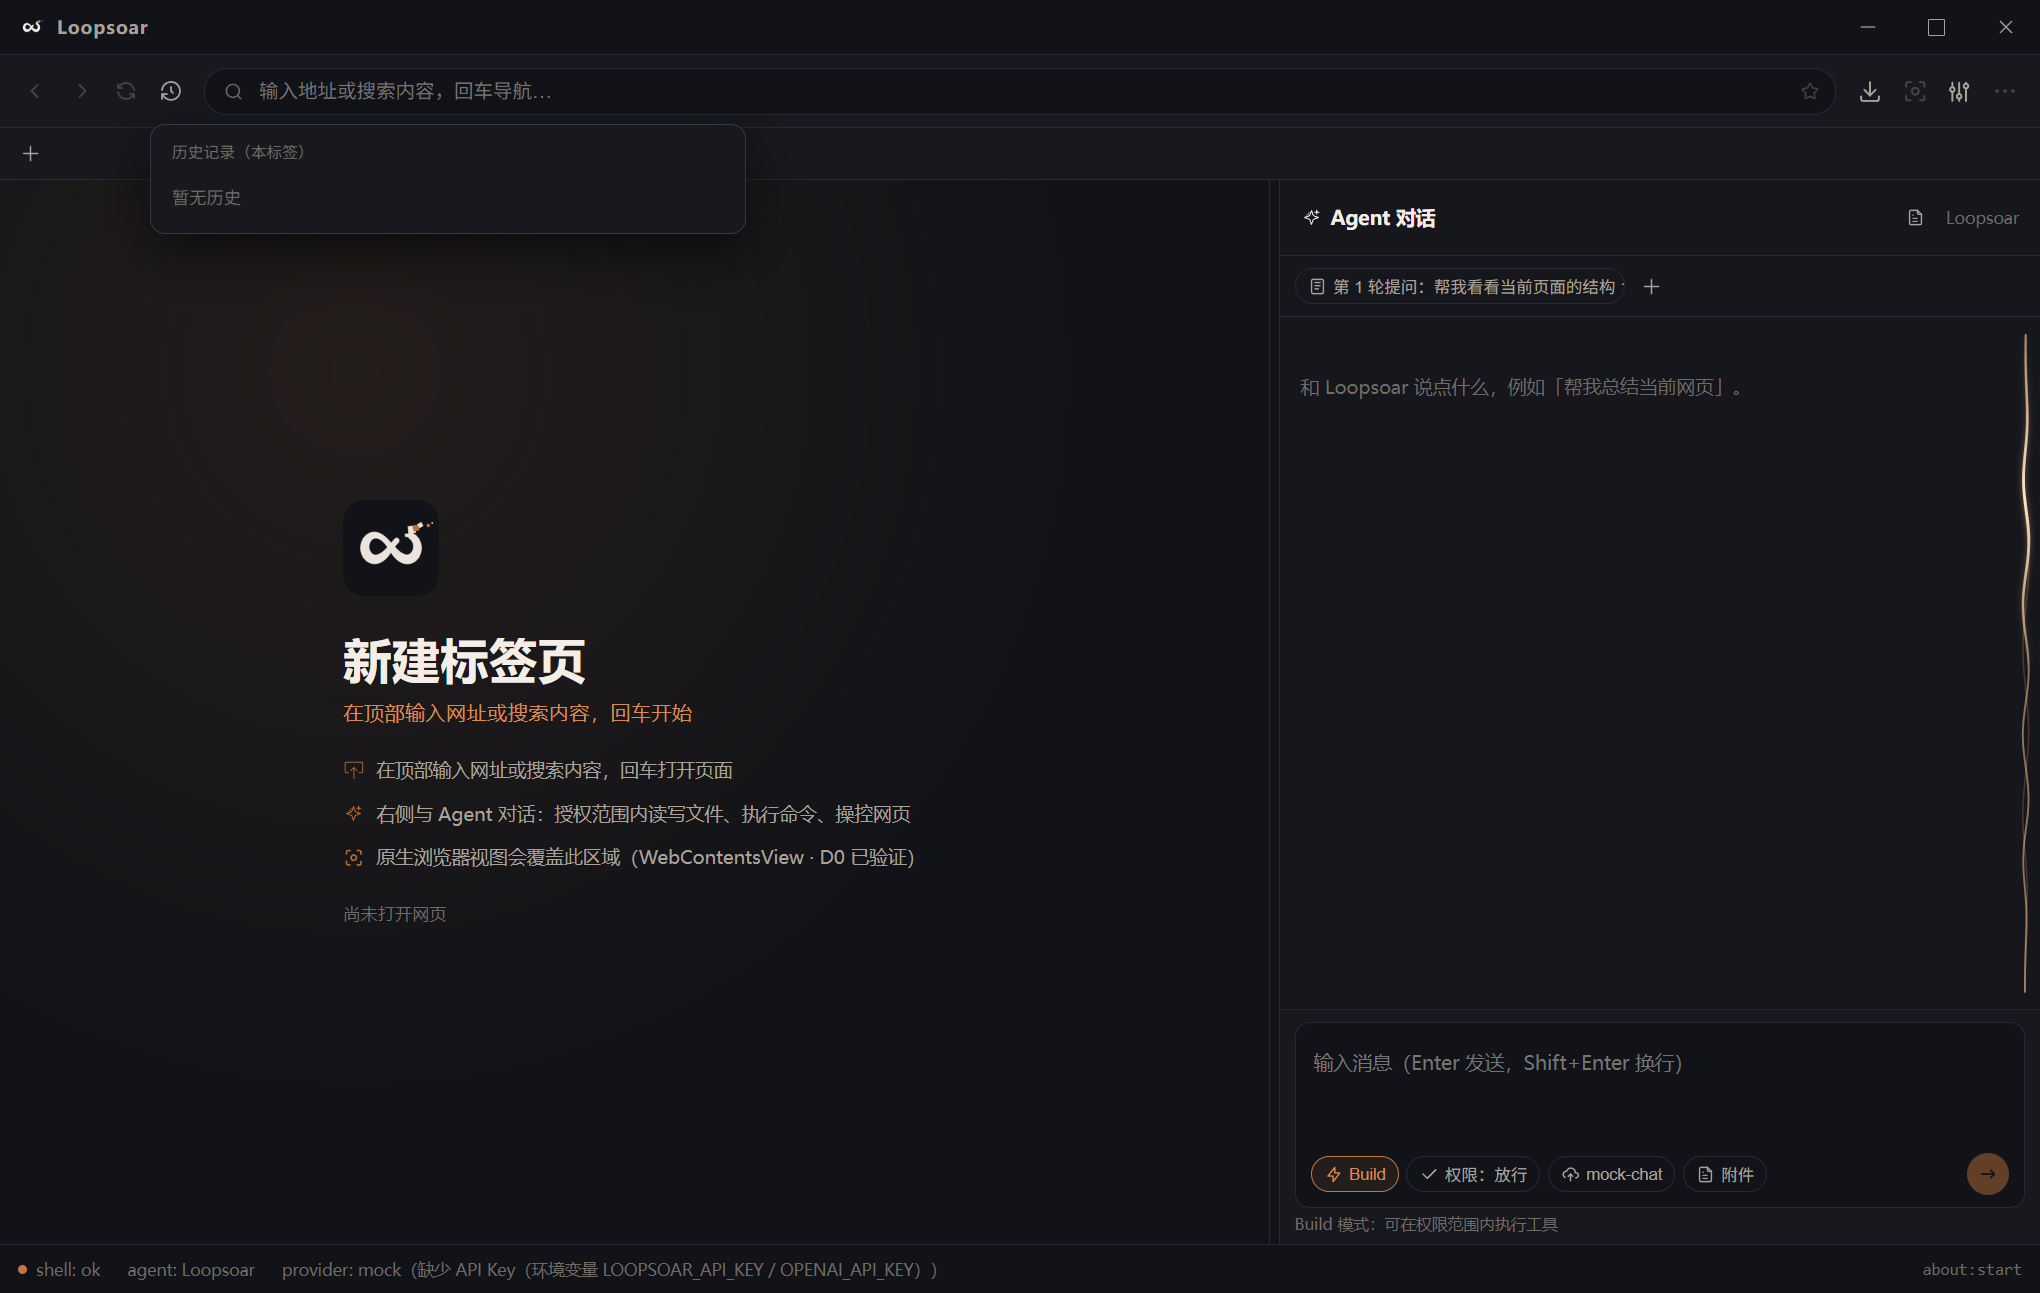 Loopsoar
输入地址或搜索内容，回车导航...
历史记录（本标签）
暂无历史
新建标签页
在顶部输入网址或搜索内容，回车开始
在顶部输入网址或搜索内容，回车打开页面
右侧与 Agent 对话：授权范围内读写文件、执行命令、操控网页
原生浏览器视图会覆盖此区域（WebContentsView · D0 已验证）
尚未打开网页
Agent 对话
Loopsoar
第 1 轮提问：帮我看看当前页面的结构
和 Loopsoar 说点什么，例如「帮我总结当前网页」。
输入消息（Enter 发送，Shift+Enter 换行）
Build
权限：放行
mock-chat
附件
Build 模式：可在权限范围内执行工具
shell: ok
agent: Loopsoar
provider: mock（缺少 API Key（环境变量 LOOPSOAR_API_KEY / OPENAI_API_KEY））
about:start